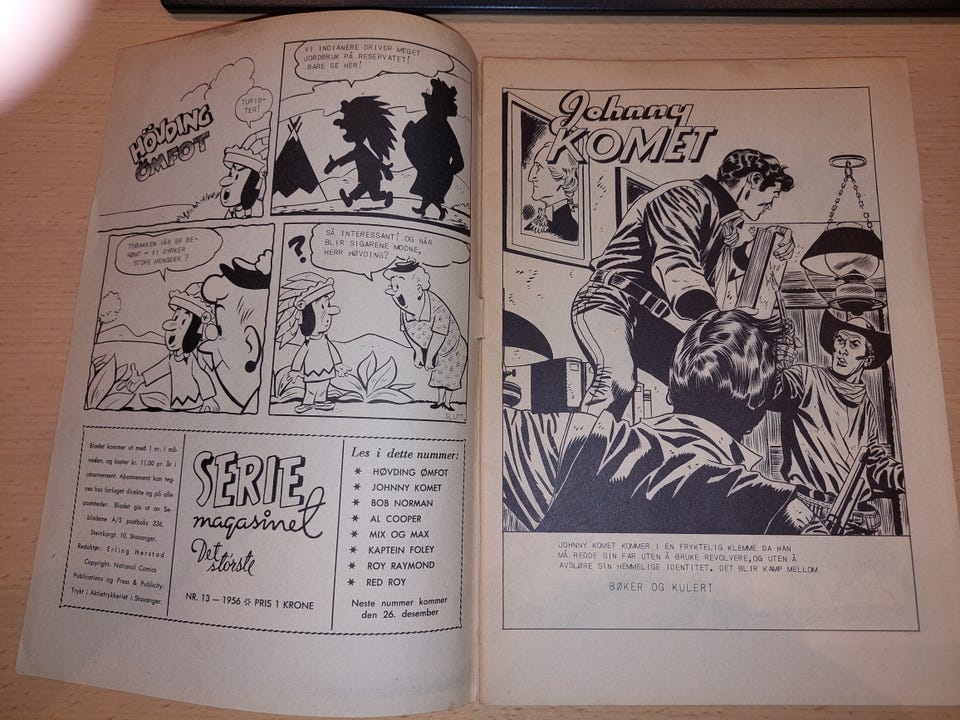 HÖVDING
ØMFOT
TURIS-
TER!
VI INDIANERE DRIVER MEGET
JORDBRUK PÅ RESERVATET!
BARE SE HER!
TOBAKKEN VÅR ER BE-
RØMT - VI DYRKER
STORE MENGDER?
?
SÅ INTERESSANT! OG NÅR
BLIR SIGARENE MODNE,
HERR HØVDING?
SLUTT
Bladet kommer ut med 1 nr. i må-
neden, og koster kr. 11,00 pr. år i
abonnement. Abonnement kan teg-
nes hos forlaget direkte og på alle
poststeder. Bladet gis ut av Se-
bladene A/S postboks 336,
Steinkargt. 10, Stavanger.
Redaktør: Erling Herstad
Copyright: National Comics
Publications og Press & Publicity.
Trykt i Aktietrykkeriet i Stavanger.
SERIE
magasinet
Det
største
NR. 13 — 1956 ☼ PRIS 1 KRONE
Les i dette nummer:
* HØVDING ØMFOT
* JOHNNY KOMET
* BOB NORMAN
* AL COOPER
* MIX OG MAX
* KAPTEIN FOLEY
* ROY RAYMOND
* RED ROY
Neste nummer kommer
den 26. desember
Johnny
KOMET
JOHNNY KOMET KOMMER I EN FRYKTELIG KLEMME DA HAN
MÅ REDDE SIN FAR UTEN Å BRUKE REVOLVERE, OG UTEN Å
AVSLØRE SIN HEMMELIGE IDENTITET. DET BLIR KAMP MELLOM
BØKER OG KULER!